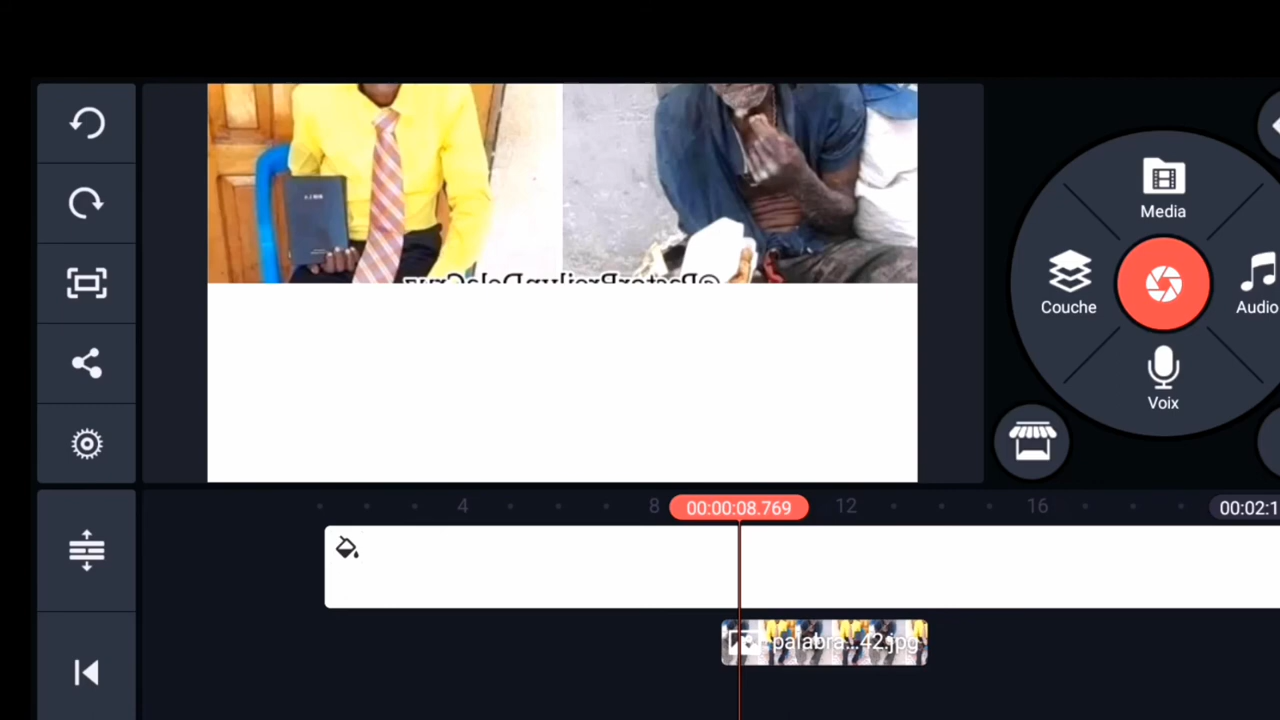 Media
Couche
Audio
Voix
4
8
00:00:08.769
12
16
00:02:1
palabra...42.jpg